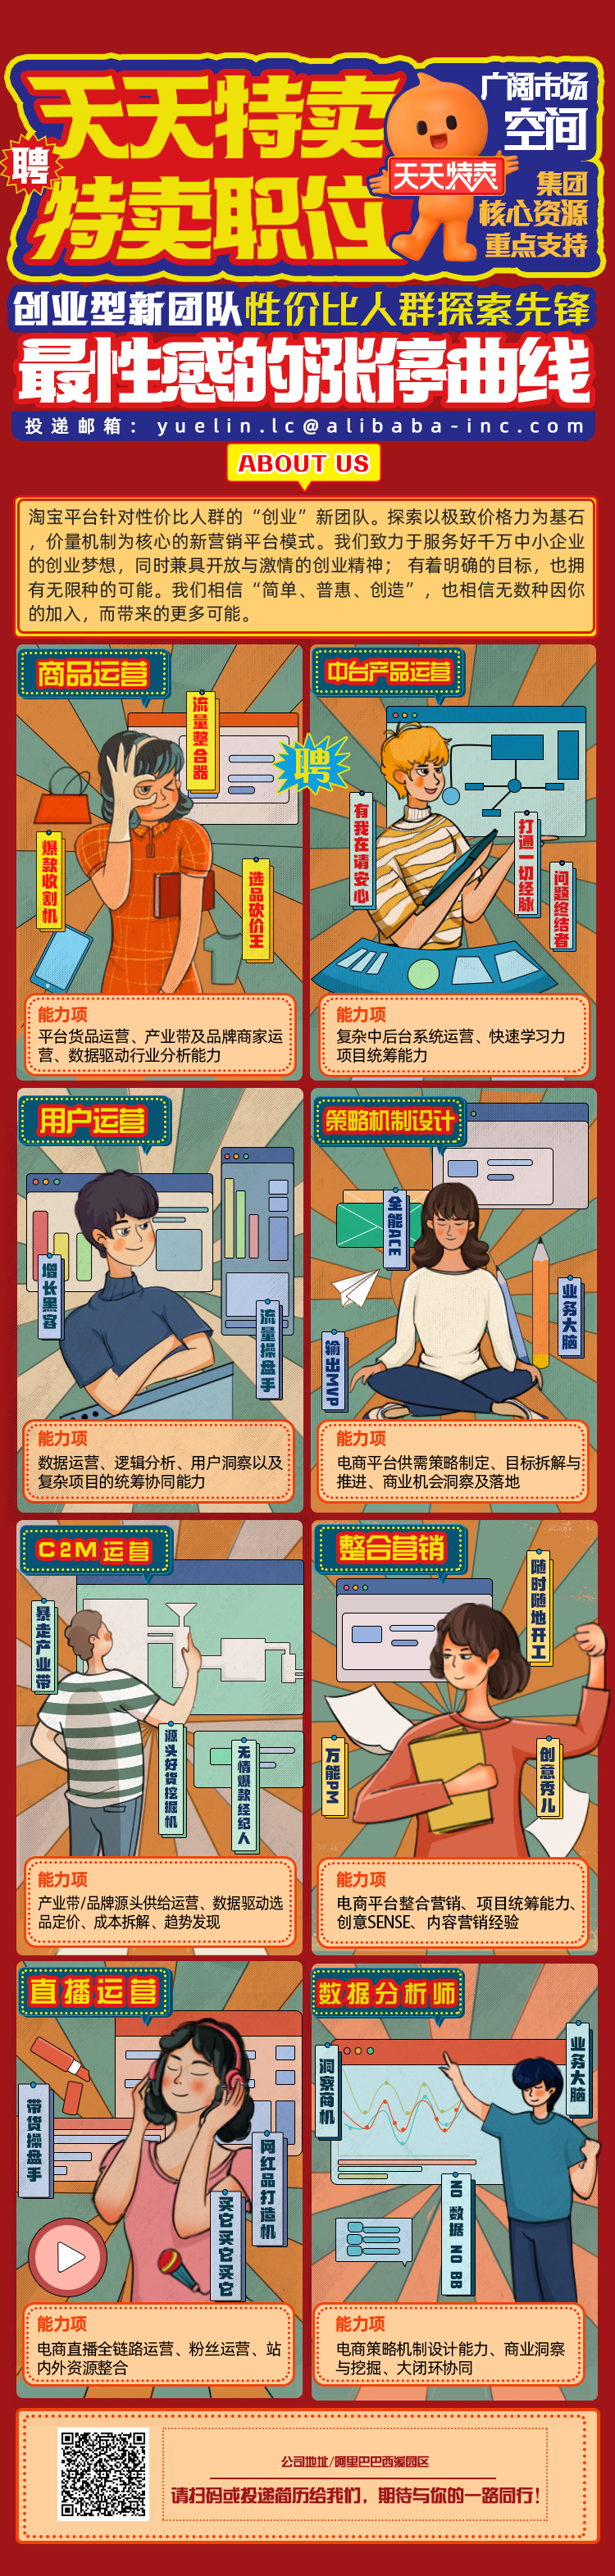 天天特卖
聘
特卖职位
天天特卖
广阔市场
空间
集团
核心资源
重点支持
创业型新团队性价比人群探索先锋
最性感的涨停曲线
投递邮箱：yuelin.lc@alibaba-inc.com
ABOUT US
淘宝平台针对性价比人群的“创业”新团队。探索以极致价格力为基石
，价量机制为核心的新营销平台模式。我们致力于服务好千万中小企业
的创业梦想，同时兼具开放与激情的创业精神； 有着明确的目标，也拥
有无限种的可能。我们相信“简单、普惠、创造”，也相信无数种因你
的加入，而带来的更多可能。
商品运营
流量整合器
爆款收割机
选品砍价王
能力项
平台货品运营、产业带及品牌商家运
营、数据驱动行业分析能力
聘
中台产品运营
有我在请安心
打通一切经脉
问题终结者
能力项
复杂中后台系统运营、快速学习力
项目统筹能力
用户运营
增长黑客
流量操盘手
能力项
数据运营、逻辑分析、用户洞察以及
复杂项目的统筹协同能力
策略机制设计
全能ACE
业务大脑
输出MVP
能力项
电商平台供需策略制定、目标拆解与
推进、商业机会洞察及落地
C2M运营
暴走产业带
源头好货挖掘机
无情爆款经纪人
能力项
产业带/品牌源头供给运营、数据驱动选
品定价、成本拆解、趋势发现
整合营销
随时随地开工
万能PM
创意秀儿
能力项
电商平台整合营销、项目统筹能力、
创意SENSE、内容营销经验
直播运营
带货操盘手
网红品打造机
买它买它买它
能力项
电商直播全链路运营、粉丝运营、站
内外资源整合
数据分析师
洞察商机
业务大脑
NO 数据 NO BB
能力项
电商策略机制设计能力、商业洞察
与挖掘、大闭环协同
公司地址/阿里巴巴西溪园区
请扫码或投递简历给我们，期待与你的一路同行！